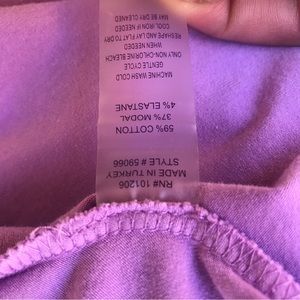 RN# 101206
MADE IN TURKEY
STYLE # 59066
59% COTTON
37% MODAL
4% ELASTANE
MACHINE WASH COLD
GENTLE CYCLE
ONLY NON-CHLORINE BLEACH
WHEN NEEDED
RESHAPE AND LAY FLAT TO DRY
COOL IRON IF NEEDED
MAY BE DRY CLEANED